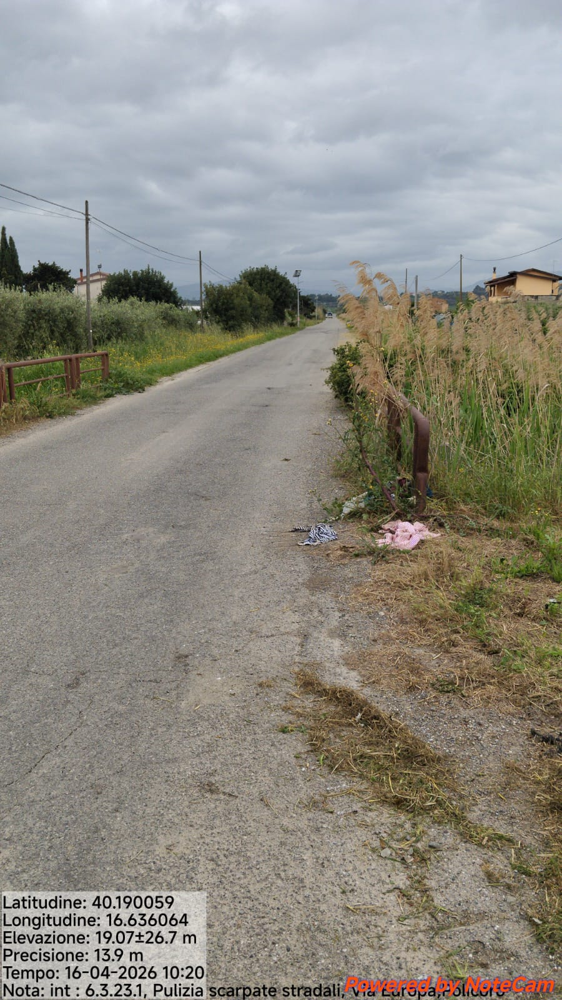 Latitudine: 40.190059
Longitudine: 16.636064
Elevazione: 19.07±26.7 m
Precisione: 13.9 m
Tempo: 16-04-2026 10:20
Nota: int : 6.3.23.1, Pulizia scarpate stradali, Via Europa,Policoro
Powered by NoteCam